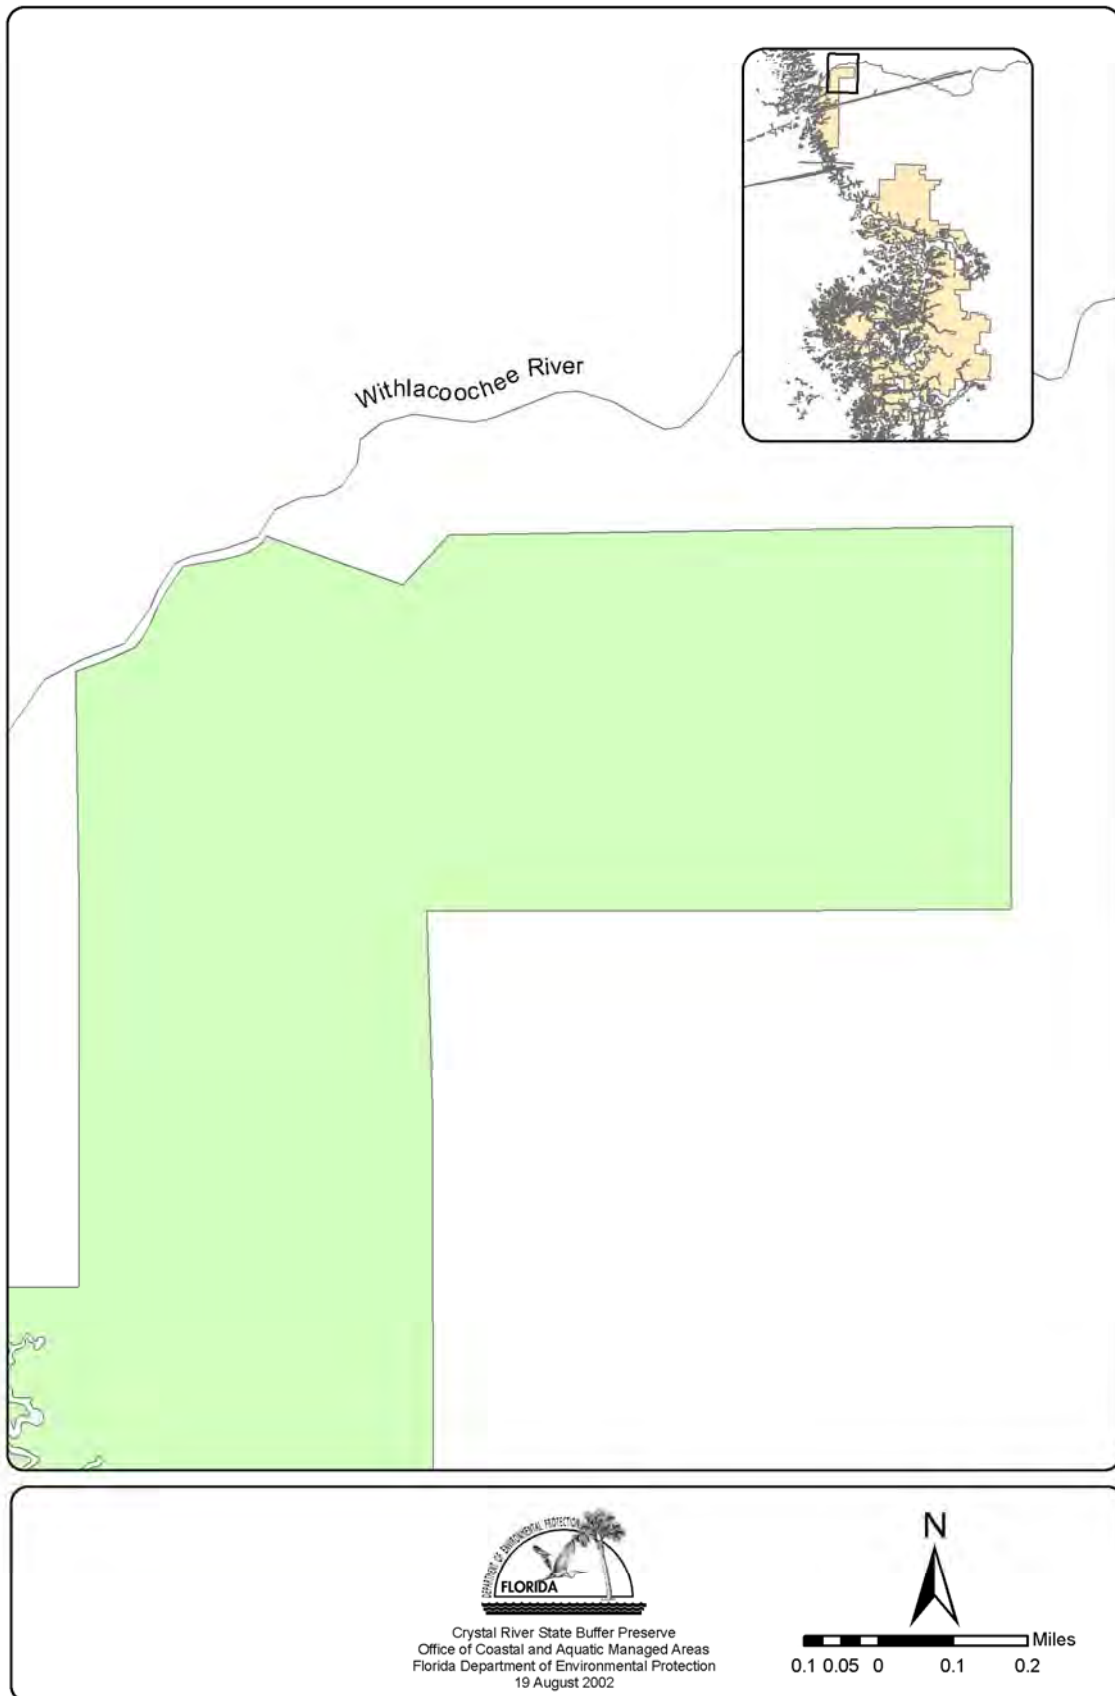 Withlacoochee River
DEPARTMENT OF ENVIRONMENTAL PROTECTION
FLORIDA
Crystal River State Buffer Preserve
Office of Coastal and Aquatic Managed Areas
Florida Department of Environmental Protection
19 August 2002
N
Miles
0.1 0.05 0 0.1 0.2